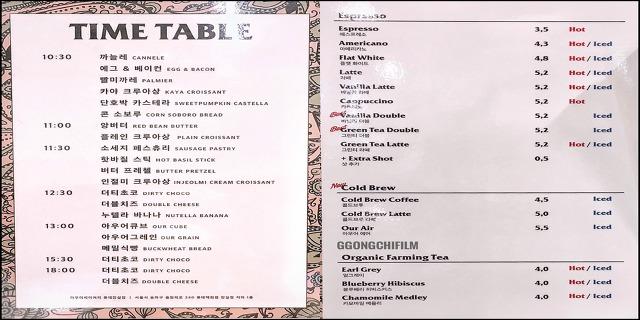 TIME TABLE
10:30 까눌레 CANNELE
에그 & 베이컨 EGG & BACON
빨미까레 PALMIER
카야 크루아상 KAYA CROISSANT
단호박 카스테라 SWEETPUMPKIN CASTELLA
콘 소보루 CORN SOBORO BREAD
11:00 앙버터 RED BEAN BUTTER
플레인 크루아상 PLAIN CROISSANT
11:30 소세지 페스츄리 SAUSAGE PASTRY
핫바질 스틱 HOT BASIL STICK
버터 프레첼 BUTTER PRETZEL
인절미 크루아상 INJEOLMI CREAM CROISSANT
12:30 더티초코 DIRTY CHOCO
더블치즈 DOUBLE CHEESE
누텔라 바나나 NUTELLA BANANA
13:00 아우어큐브 OUR CUBE
아우어그레인 OUR GRAIN
메밀식빵 BUCKWHEAT BREAD
15:30 더티초코 DIRTY CHOCO
18:00 더티초코 DIRTY CHOCO
더블치즈 DOUBLE CHEESE
Espresso
Espresso 3,5 Hot
에스프레소
Americano 4,3 Hot / Iced
아메리카노
Flat White 4,8 Hot / Iced
플랫 화이트
Latte 5,2 Hot / Iced
라떼
Vanilla Latte 5,2 Hot / Iced
바닐라 라떼
Cappuccino 5,2 Hot
카푸치노
Vanilla Double 5,2 Iced
바닐라 더블
Green Tea Double 5,2 Iced
그린티 더블
Green Tea Latte 5,2 Hot / Iced
그린티 라떼
+ Extra Shot 0,5
샷 추가
New
Cold Brew
Cold Brew Coffee 4,5 Iced
콜드브루
Cold Brew Latte 5,0 Iced
콜드브루 라떼
Our Air 5,5 Iced
아우어 에어
GGONGCHIFILM
Organic Farming Tea
Earl Grey 4,0 Hot / Iced
얼그레이
Blueberry Hibiscus 4,0 Hot / Iced
블루베리 히비스커스
Chamomile Medley 4,0 Hot / Iced
카모마일 메들리